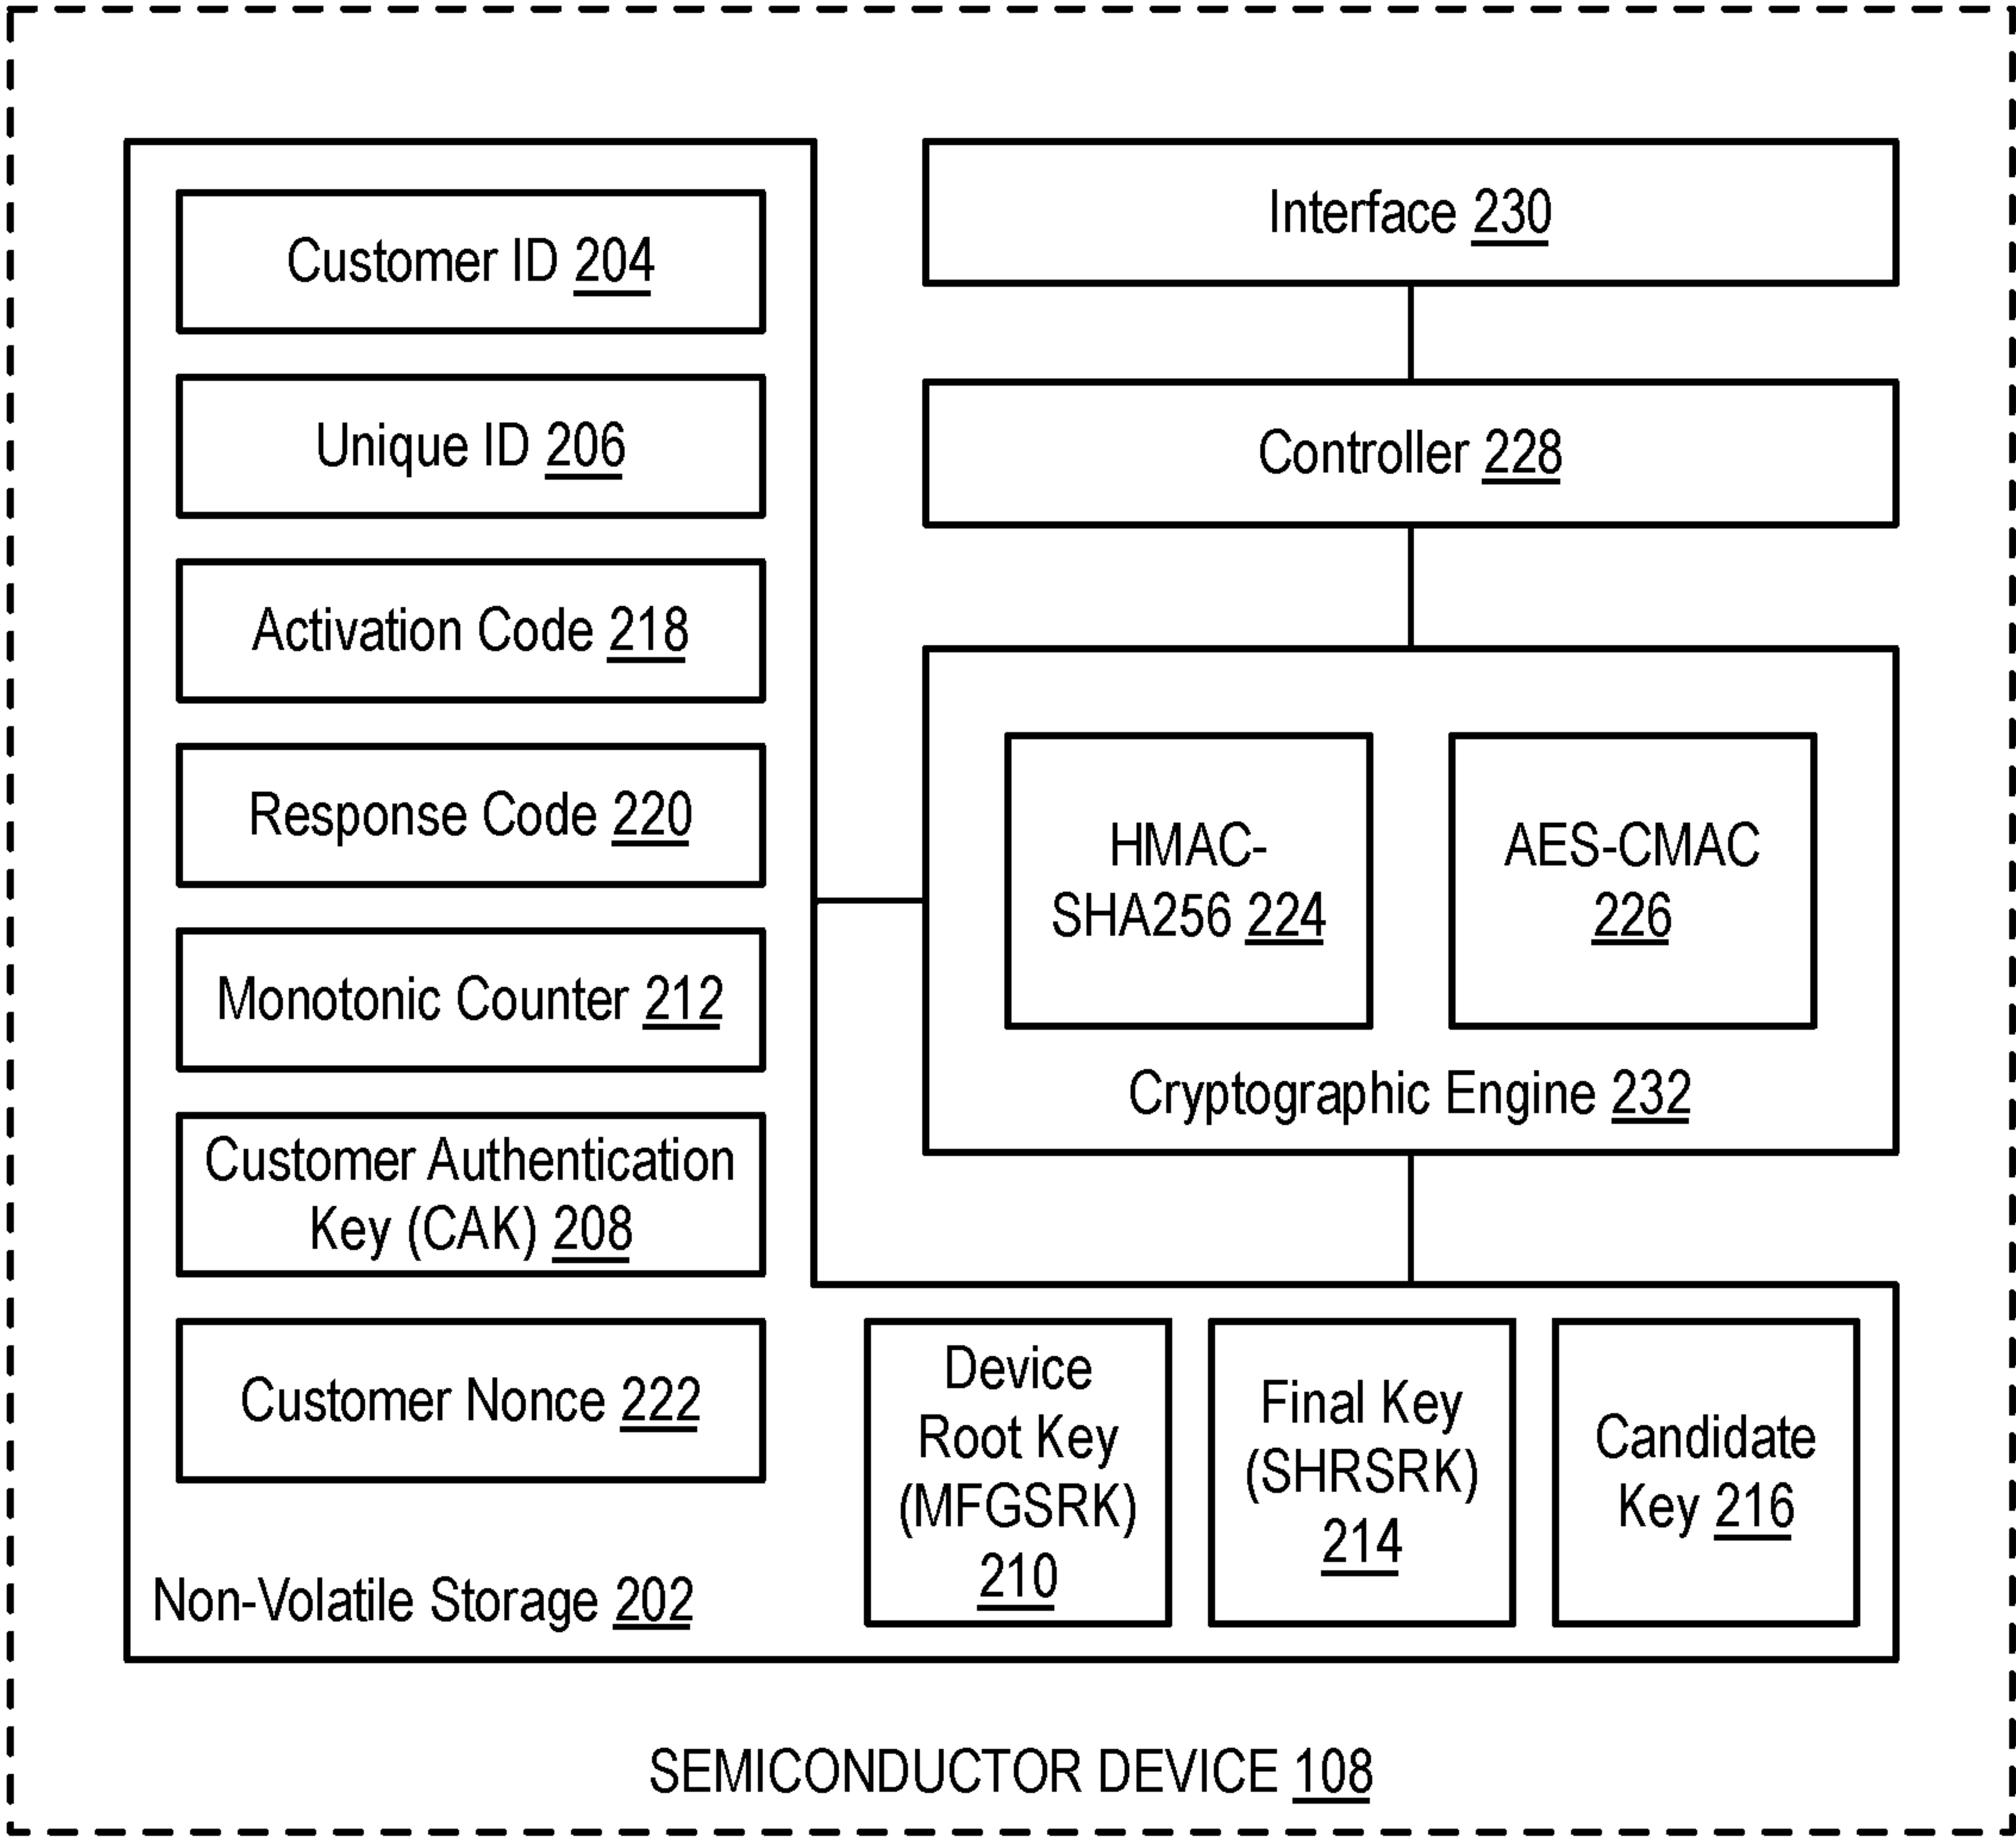 Customer ID 204
Unique ID 206
Activation Code 218
Response Code 220
Monotonic Counter 212
Customer Authentication
Key (CAK) 208
Customer Nonce 222
Non-Volatile Storage 202
Interface 230
Controller 228
HMAC-
SHA256 224
AES-CMAC
226
Cryptographic Engine 232
Device
Root Key
(MFGSRK)
210
Final Key
(SHRSRK)
214
Candidate
Key 216
SEMICONDUCTOR DEVICE 108